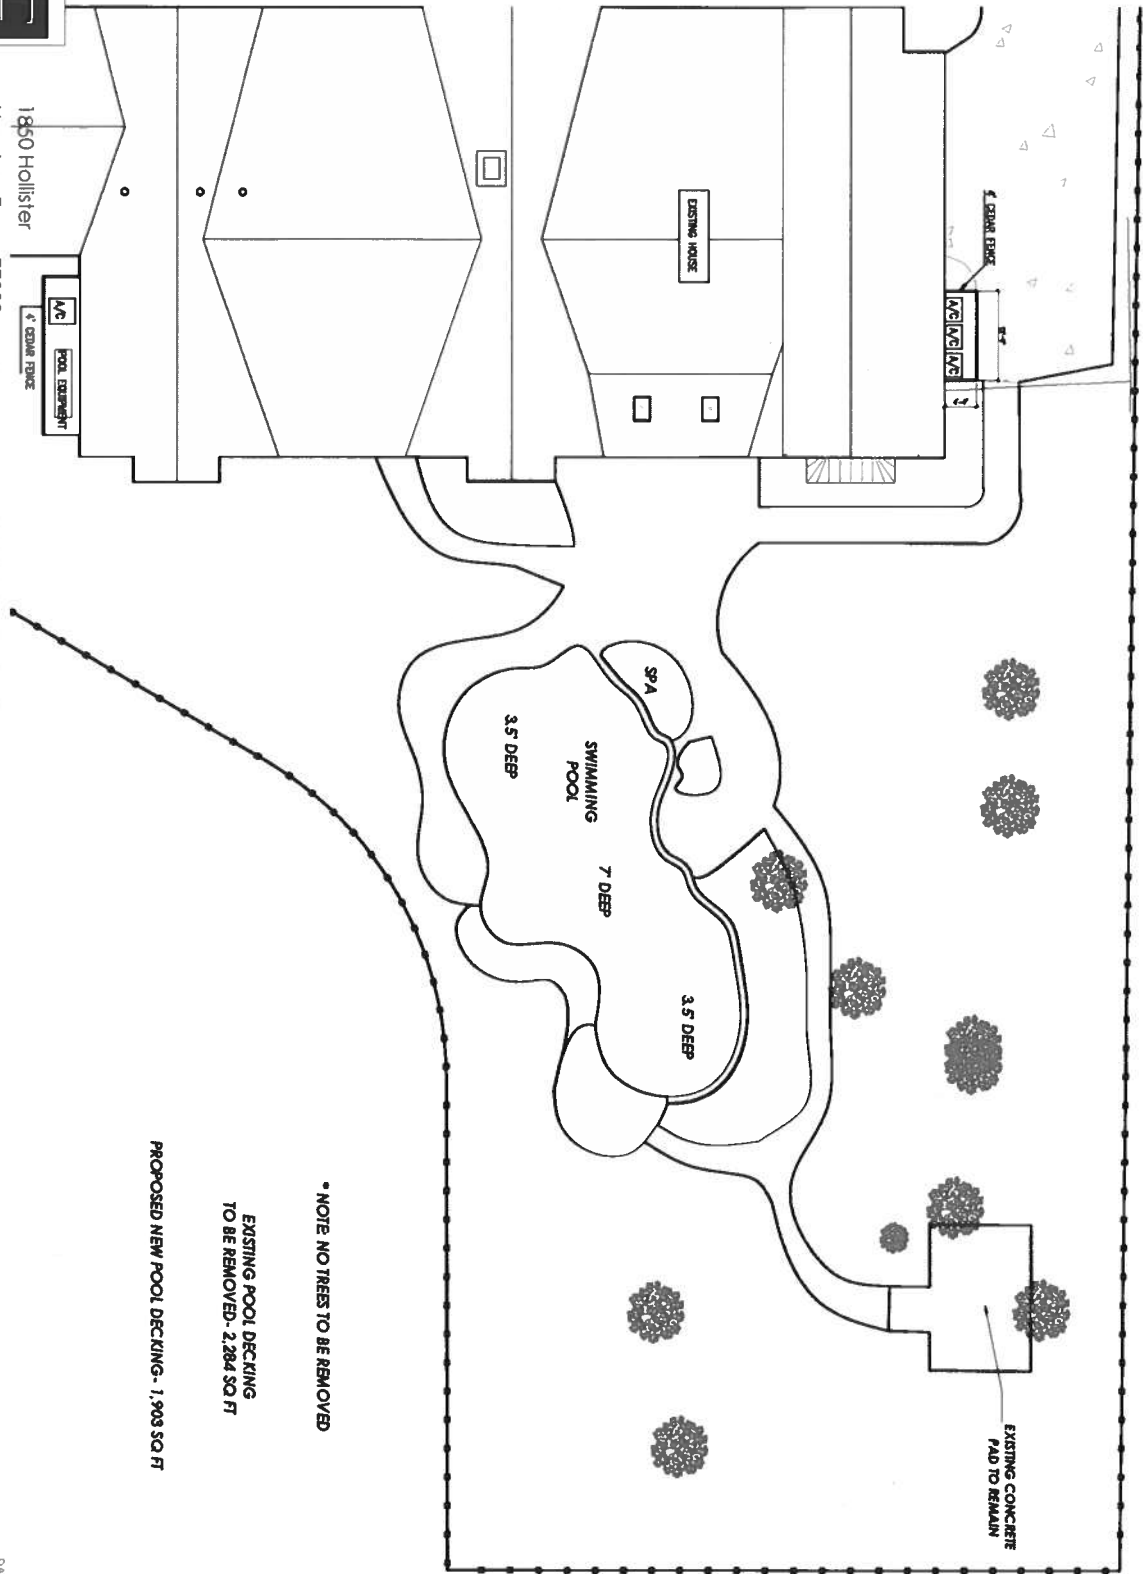 1850 Hollister
4' CEDAR FENCE
A/C
A/C
A/C
EXISTING HOUSE
A/C
POOL EQUIPMENT
4' CEDAR FENCE
SPA
SWIMMING
POOL
3.5' DEEP
7' DEEP
3.5' DEEP
EXISTING CONCRETE
PAD TO REMAIN
* NOTE NO TREES TO BE REMOVED
EXISTING POOL DECKING
TO BE REMOVED- 2,284 SQ FT
PROPOSED NEW POOL DECKING- 1,903 SQ FT